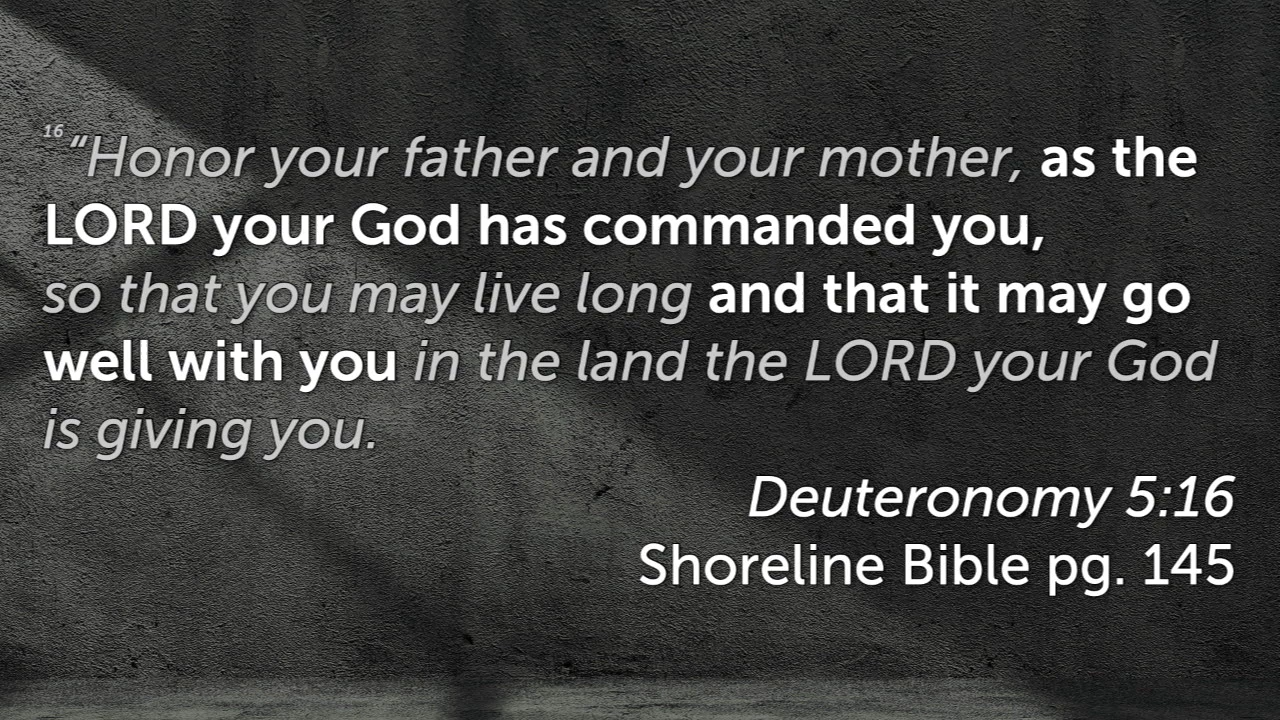 16 “Honor your father and your mother, as the
LORD your God has commanded you,
so that you may live long and that it may go
well with you in the land the LORD your God
is giving you.
Deuteronomy 5:16
Shoreline Bible pg. 145